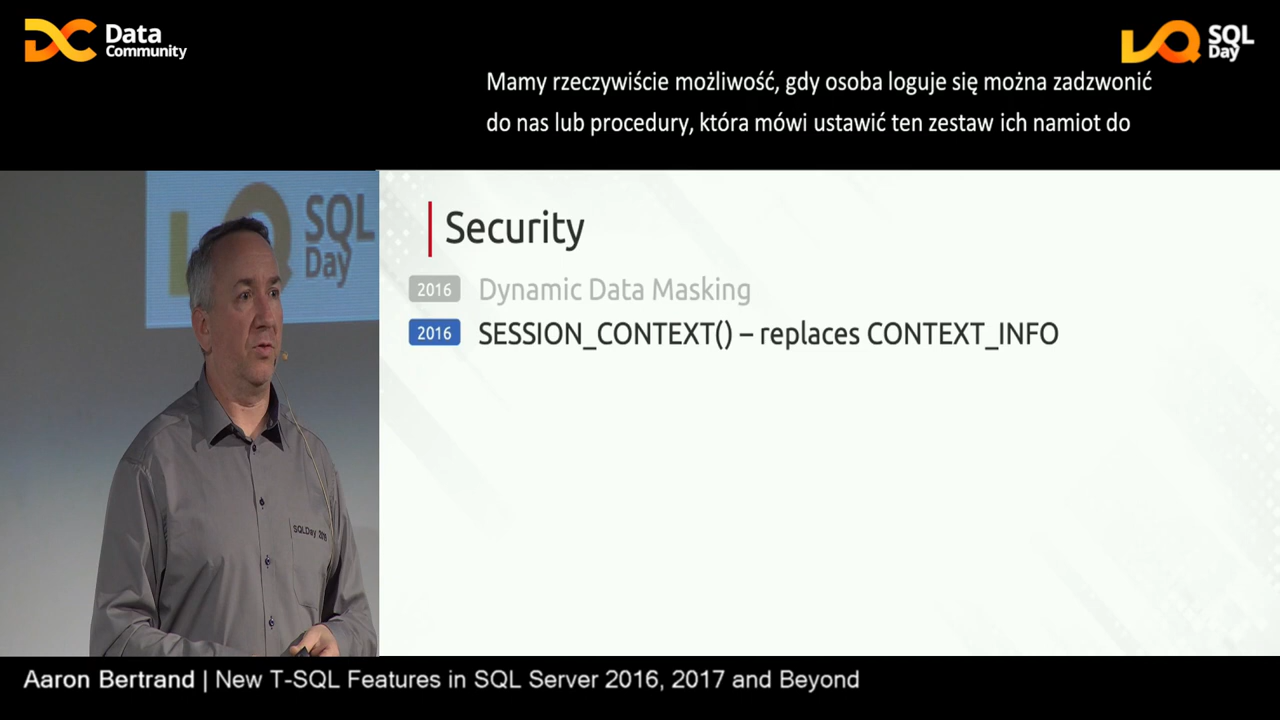 Data
Community
SQL
Day
Mamy rzeczywiście możliwość, gdy osoba loguje się można zadzwonić
do nas lub procedury, która mówi ustawić ten zestaw ich namiot do
SQL
Day
Security
2016 Dynamic Data Masking
2016 SESSION_CONTEXT() – replaces CONTEXT_INFO
SQLDay
Aaron Bertrand | New T-SQL Features in SQL Server 2016, 2017 and Beyond